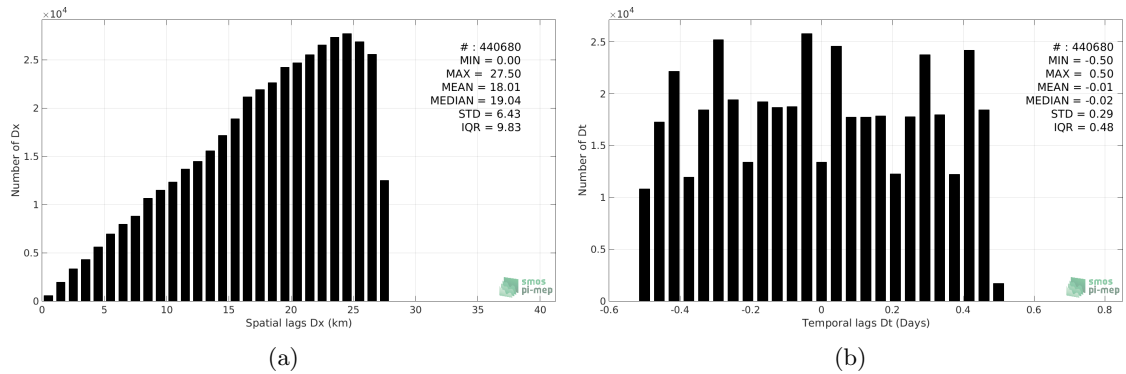 ×10⁴
3
2.5
2
1.5
1
0.5
0
0 5 10 15 20 25 30 35 40
Number of Dx
Spatial lags Dx (km)
# : 440680
MIN = 0.00
MAX = 27.50
MEAN = 18.01
MEDIAN = 19.04
STD = 6.43
IQR = 9.83
smos
pi-mep
(a)
×10⁴
2.5
2
1.5
1
0.5
0
-0.6 -0.4 -0.2 0 0.2 0.4 0.6 0.8
Number of Dt
Temporal lags Dt (Days)
# : 440680
MIN = -0.50
MAX = 0.50
MEAN = -0.01
MEDIAN = -0.02
STD = 0.29
IQR = 0.48
smos
pi-mep
(b)